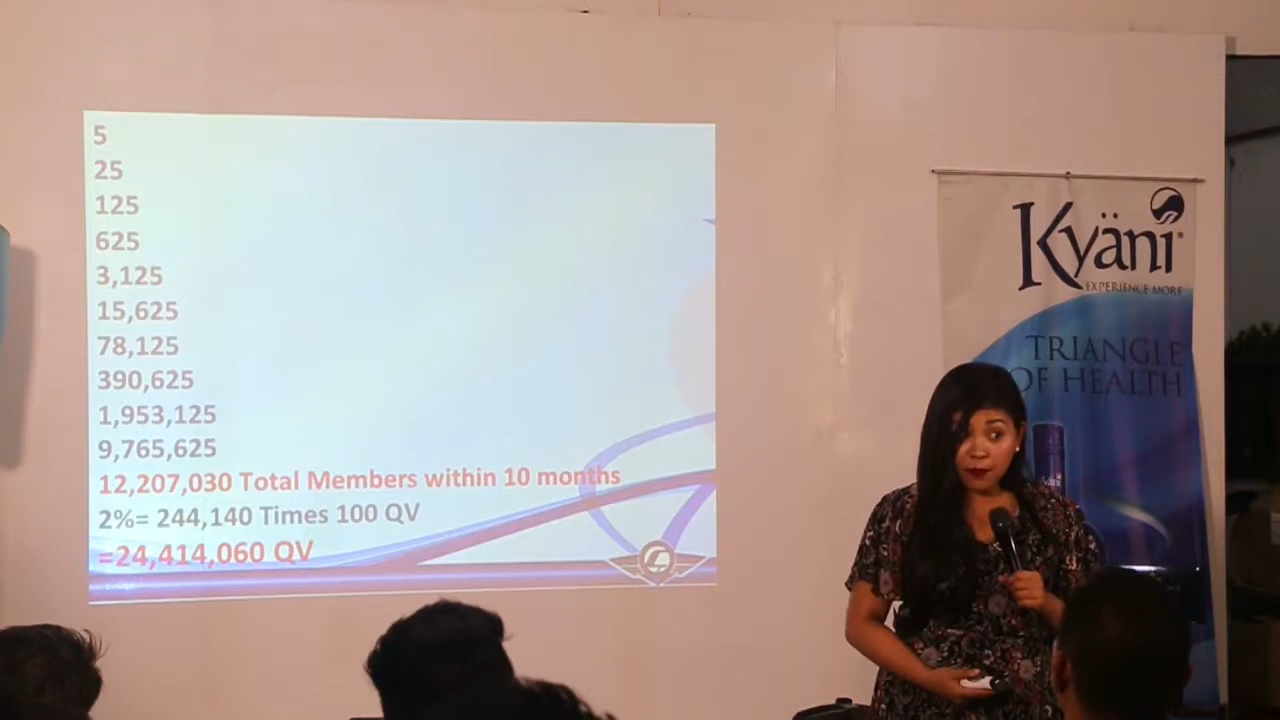 5
25
125
625
3,125
15,625
78,125
390,625
1,953,125
9,765,625
12,207,030 Total Members within 10 months
2%= 244,140 Times 100 QV
=24,414,060 QV
Kyäni®
EXPERIENCE MORE
TRIANGLE
OF HEALTH